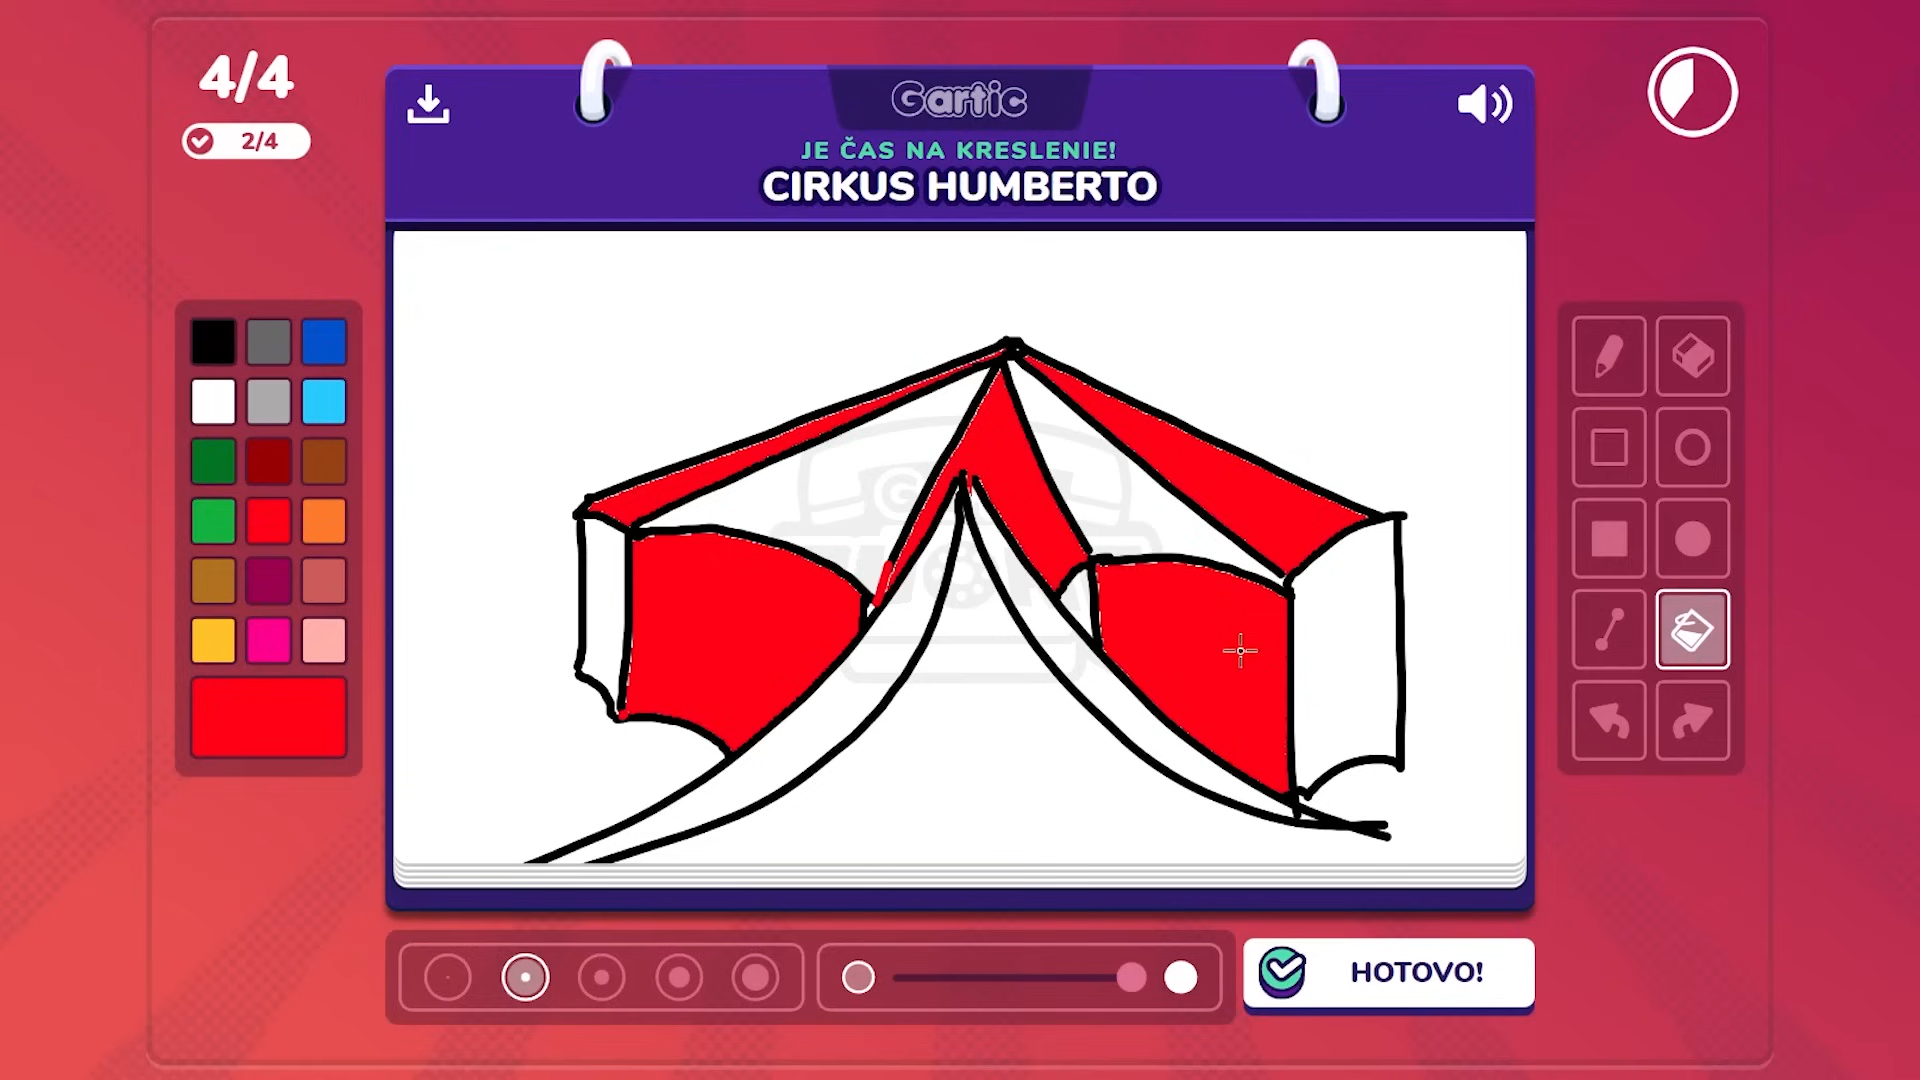 4/4
2/4
Gartic
JE ČAS NA KRESLENIE!
CIRKUS HUMBERTO
HOTOVO!